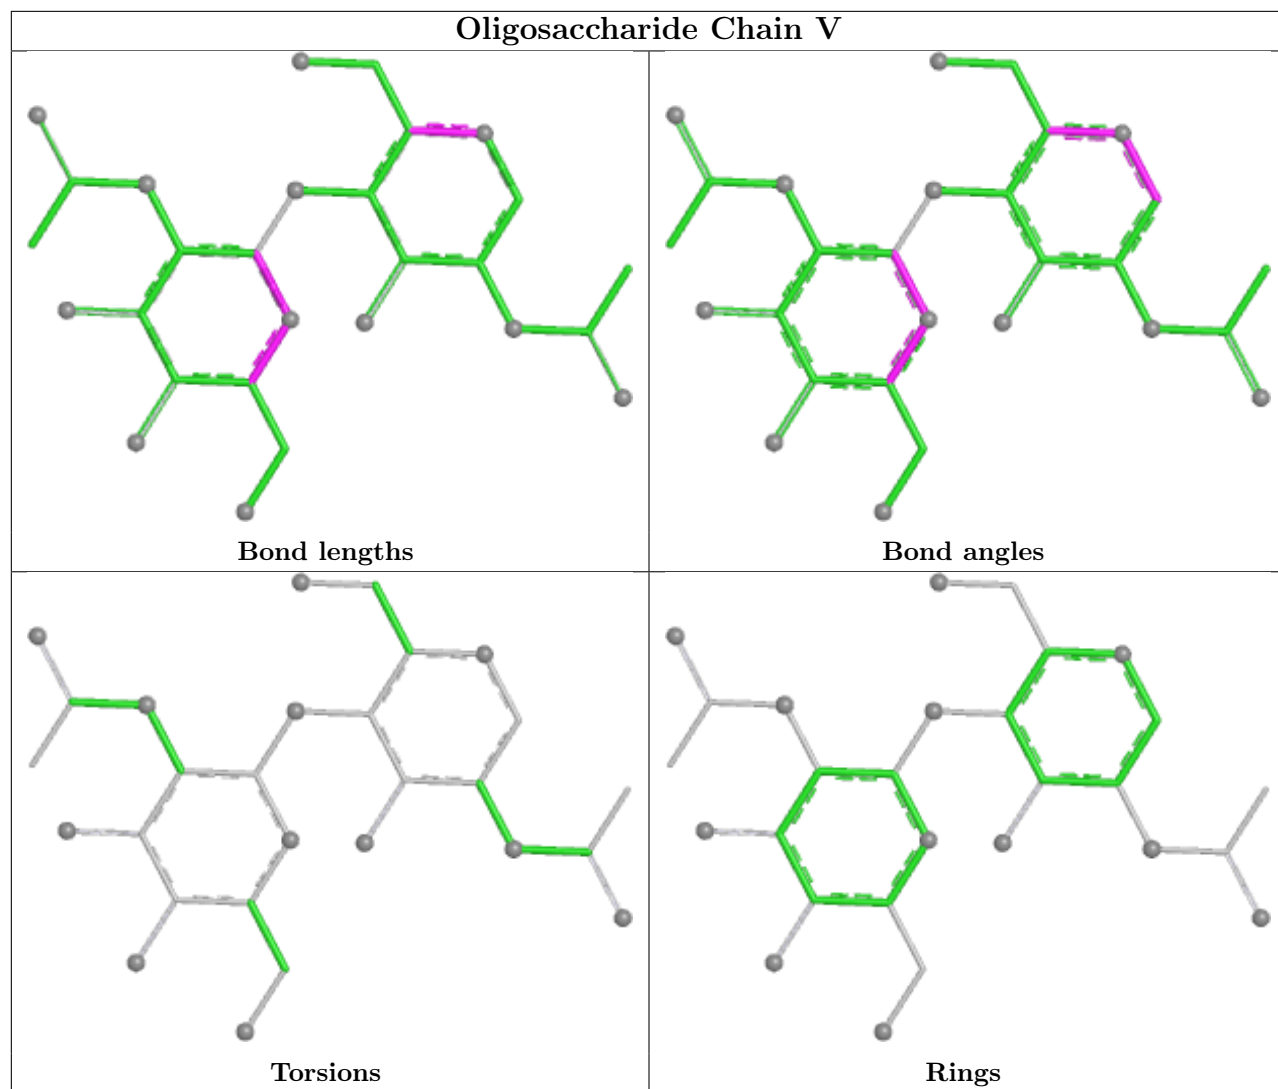 Oligosaccharide Chain V
Bond lengths
Bond angles
Torsions
Rings